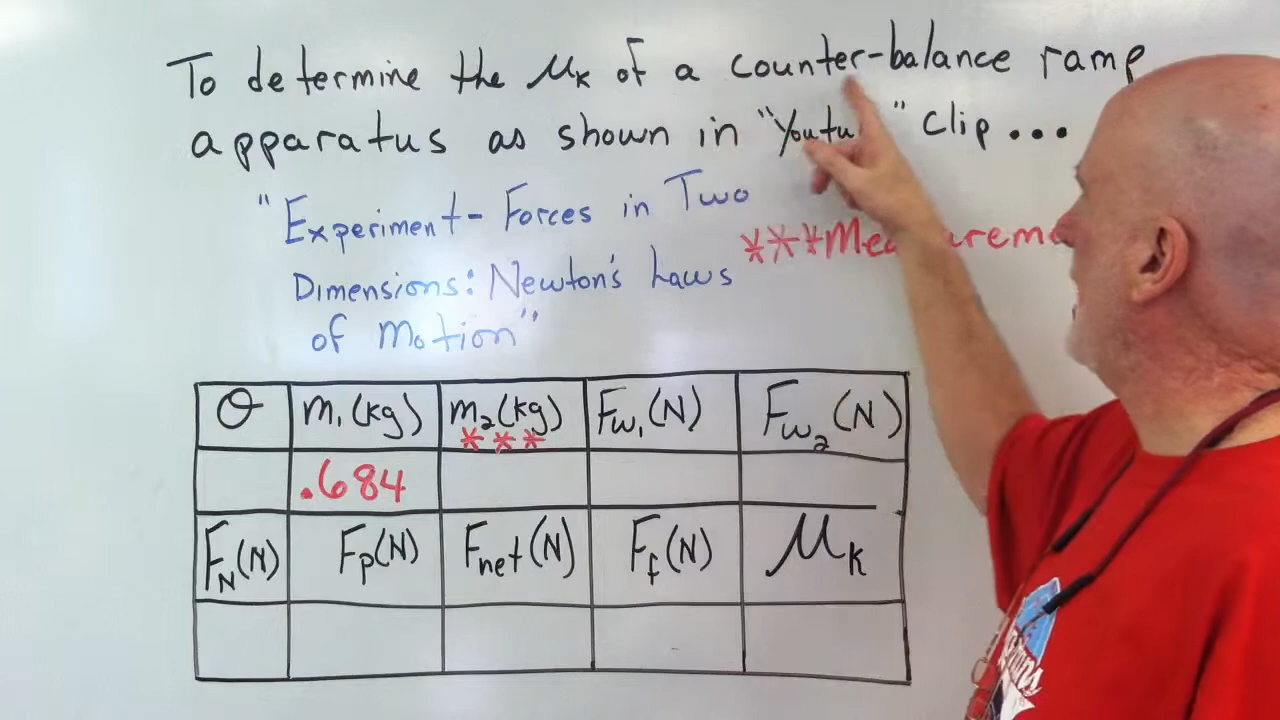 To determine the μk of a counter-balance ramp
apparatus as shown in "Youtu " clip...
"Experiment- Forces in Two
Dimensions: Newton's Laws
of Motion"
***Mea urem
θ m₁(kg) m₂(kg) Fw₁(N) Fw₂(N)
***
.684
FN(N) Fp(N) Fnet(N) Ff(N) μk